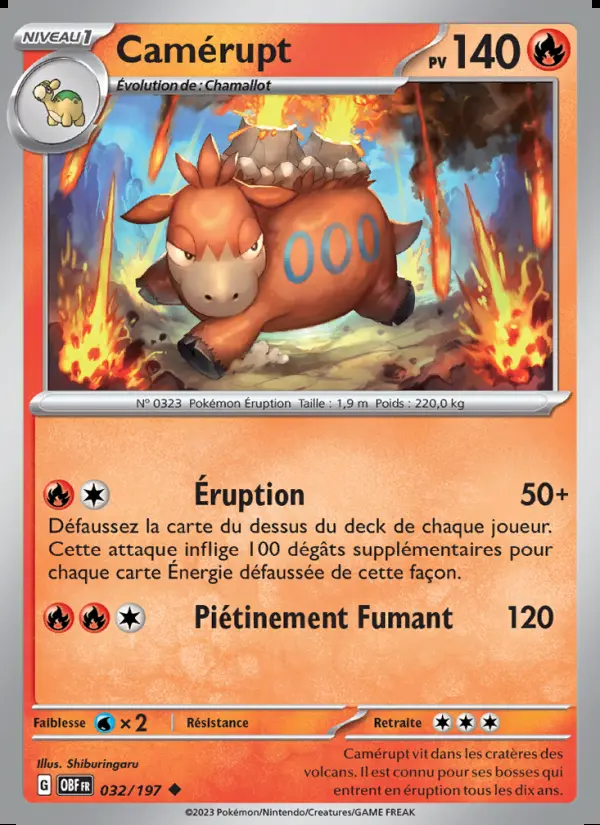 NIVEAU 1
Camérupt
PV 140
Évolution de : Chamallot
N° 0323 Pokémon Éruption Taille : 1,9 m Poids : 220,0 kg
Éruption 50+
Défaussez la carte du dessus du deck de chaque joueur.
Cette attaque inflige 100 dégâts supplémentaires pour
chaque carte Énergie défaussée de cette façon.
Piétinement Fumant 120
Faiblesse ×2 Résistance Retraite
Illus. Shiburingaru
Camérupt vit dans les cratères des
volcans. Il est connu pour ses bosses qui
entrent en éruption tous les dix ans.
G OBF FR 032/197
©2023 Pokémon/Nintendo/Creatures/GAME FREAK